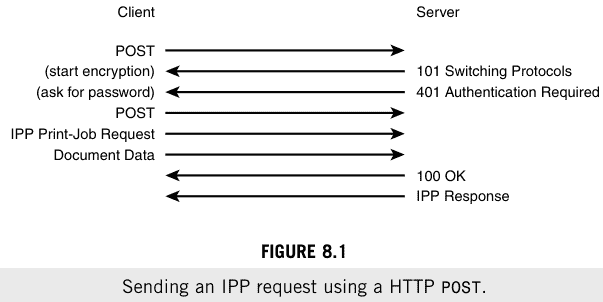 Client Server
POST
(start encryption) 101 Switching Protocols
(ask for password) 401 Authentication Required
POST
IPP Print-Job Request
Document Data
100 OK
IPP Response
FIGURE 8.1
Sending an IPP request using a HTTP POST.